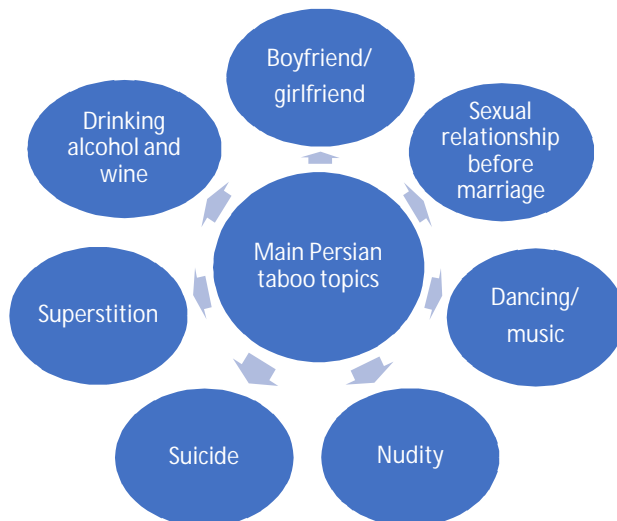 Boyfriend/
girlfriend
Sexual
relationship
before
marriage
Drinking
alcohol and
wine
Main Persian
taboo topics
Dancing/
music
Superstition
Suicide
Nudity